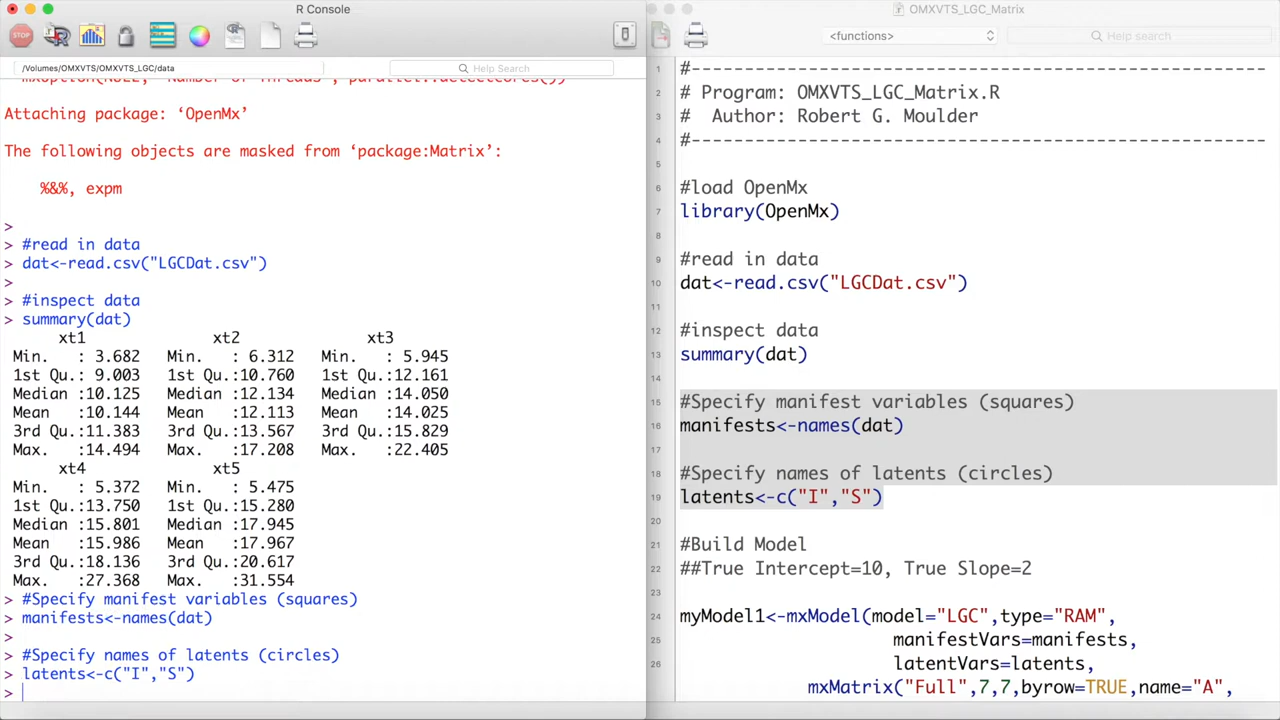 R Console
/Volumes/OMXVTS/OMXVTS_LGC/data
Help Search
mxOption(NULL, 'Number of Threads', parallel::detectCores())
Attaching package: ‘OpenMx’
The following objects are masked from ‘package:Matrix’:
%&%, expm
>
> #read in data
> dat<-read.csv("LGCDat.csv")
>
> #inspect data
> summary(dat)
xt1 xt2 xt3
Min. : 3.682 Min. : 6.312 Min. : 5.945
1st Qu.: 9.003 1st Qu.:10.760 1st Qu.:12.161
Median :10.125 Median :12.134 Median :14.050
Mean :10.144 Mean :12.113 Mean :14.025
3rd Qu.:11.383 3rd Qu.:13.567 3rd Qu.:15.829
Max. :14.494 Max. :17.208 Max. :22.405
xt4 xt5
Min. : 5.372 Min. : 5.475
1st Qu.:13.750 1st Qu.:15.280
Median :15.801 Median :17.945
Mean :15.986 Mean :17.967
3rd Qu.:18.136 3rd Qu.:20.617
Max. :27.368 Max. :31.554
> #Specify manifest variables (squares)
> manifests<-names(dat)
>
> #Specify names of latents (circles)
> latents<-c("I","S")
>
OMXVTS_LGC_Matrix
<functions>
Help search
1 #-------------------------------------------------------
2 # Program: OMXVTS_LGC_Matrix.R
3 # Author: Robert G. Moulder
4 #-------------------------------------------------------
5
6 #load OpenMx
7 library(OpenMx)
8
9 #read in data
10 dat<-read.csv("LGCDat.csv")
11
12 #inspect data
13 summary(dat)
14
15 #Specify manifest variables (squares)
16 manifests<-names(dat)
17
18 #Specify names of latents (circles)
19 latents<-c("I","S")
20
21 #Build Model
22 ##True Intercept=10, True Slope=2
23
24 myModel1<-mxModel(model="LGC",type="RAM",
25 manifestVars=manifests,
26 latentVars=latents,
mxMatrix("Full",7,7,byrow=TRUE,name="A",